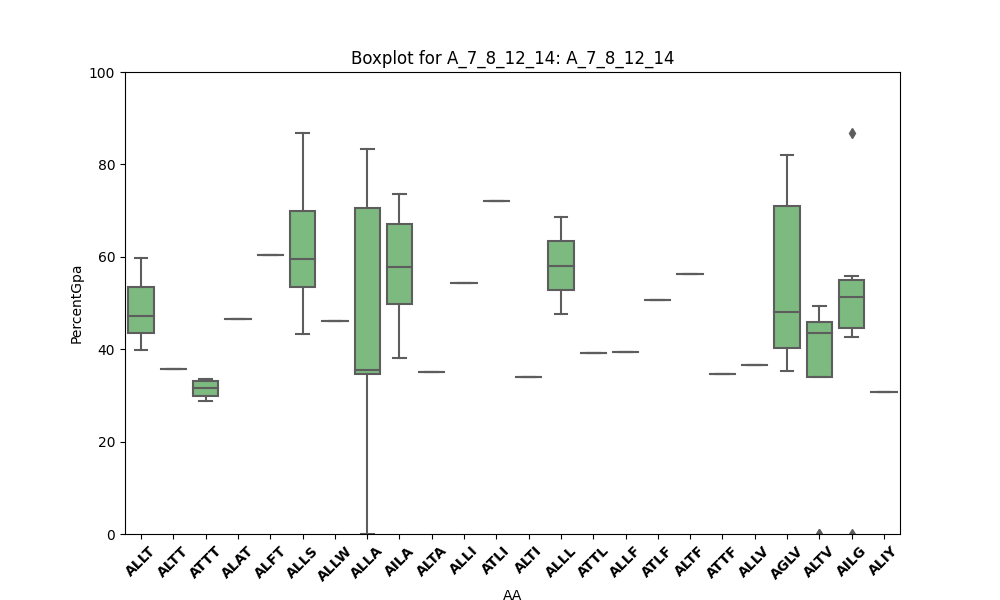 Boxplot for A_7_8_12_14: A_7_8_12_14
100
80
60
40
20
0
PercentGpa
ALLT
ALTT
ATTT
ALAT
ALFT
ALLS
ALLW
ALLA
AILA
ALTA
ALLI
ATLI
ALTI
ALLL
ATTL
ALLF
ATLF
ALTF
ATTF
ALLV
AGLV
ALTV
AILG
ALIY
AA